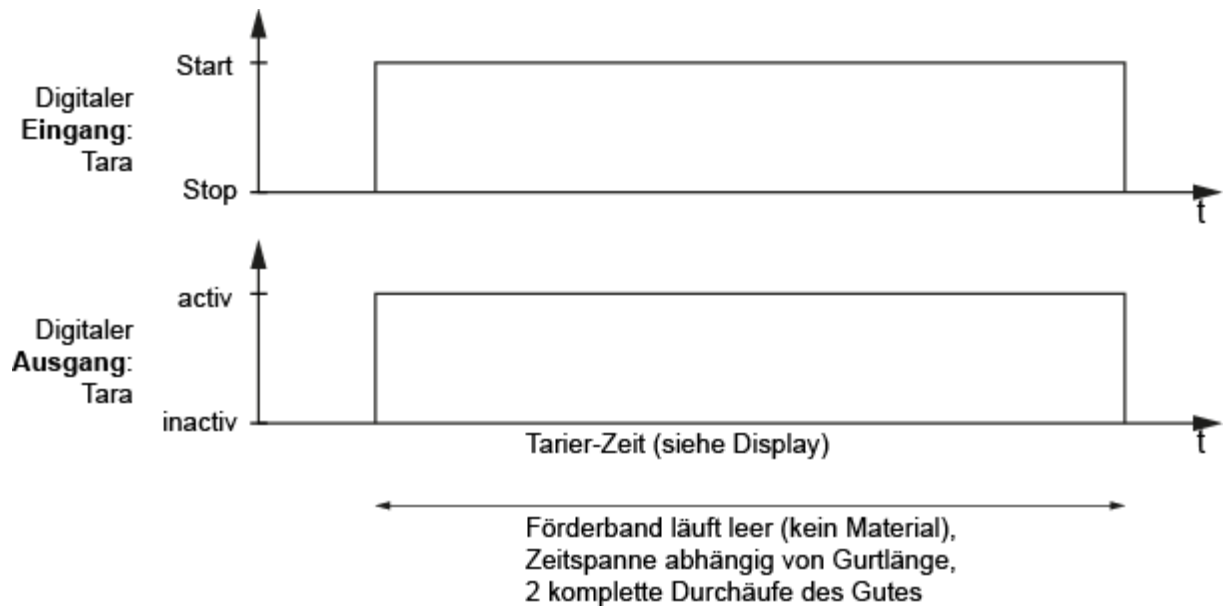 Start
Digitaler
Eingang:
Tara
Stop
t
activ
Digitaler
Ausgang:
Tara
inactiv
t
Tarier-Zeit (siehe Display)
Förderband läuft leer (kein Material),
Zeitspanne abhängig von Gurtlänge,
2 komplette Durchäufe des Gutes